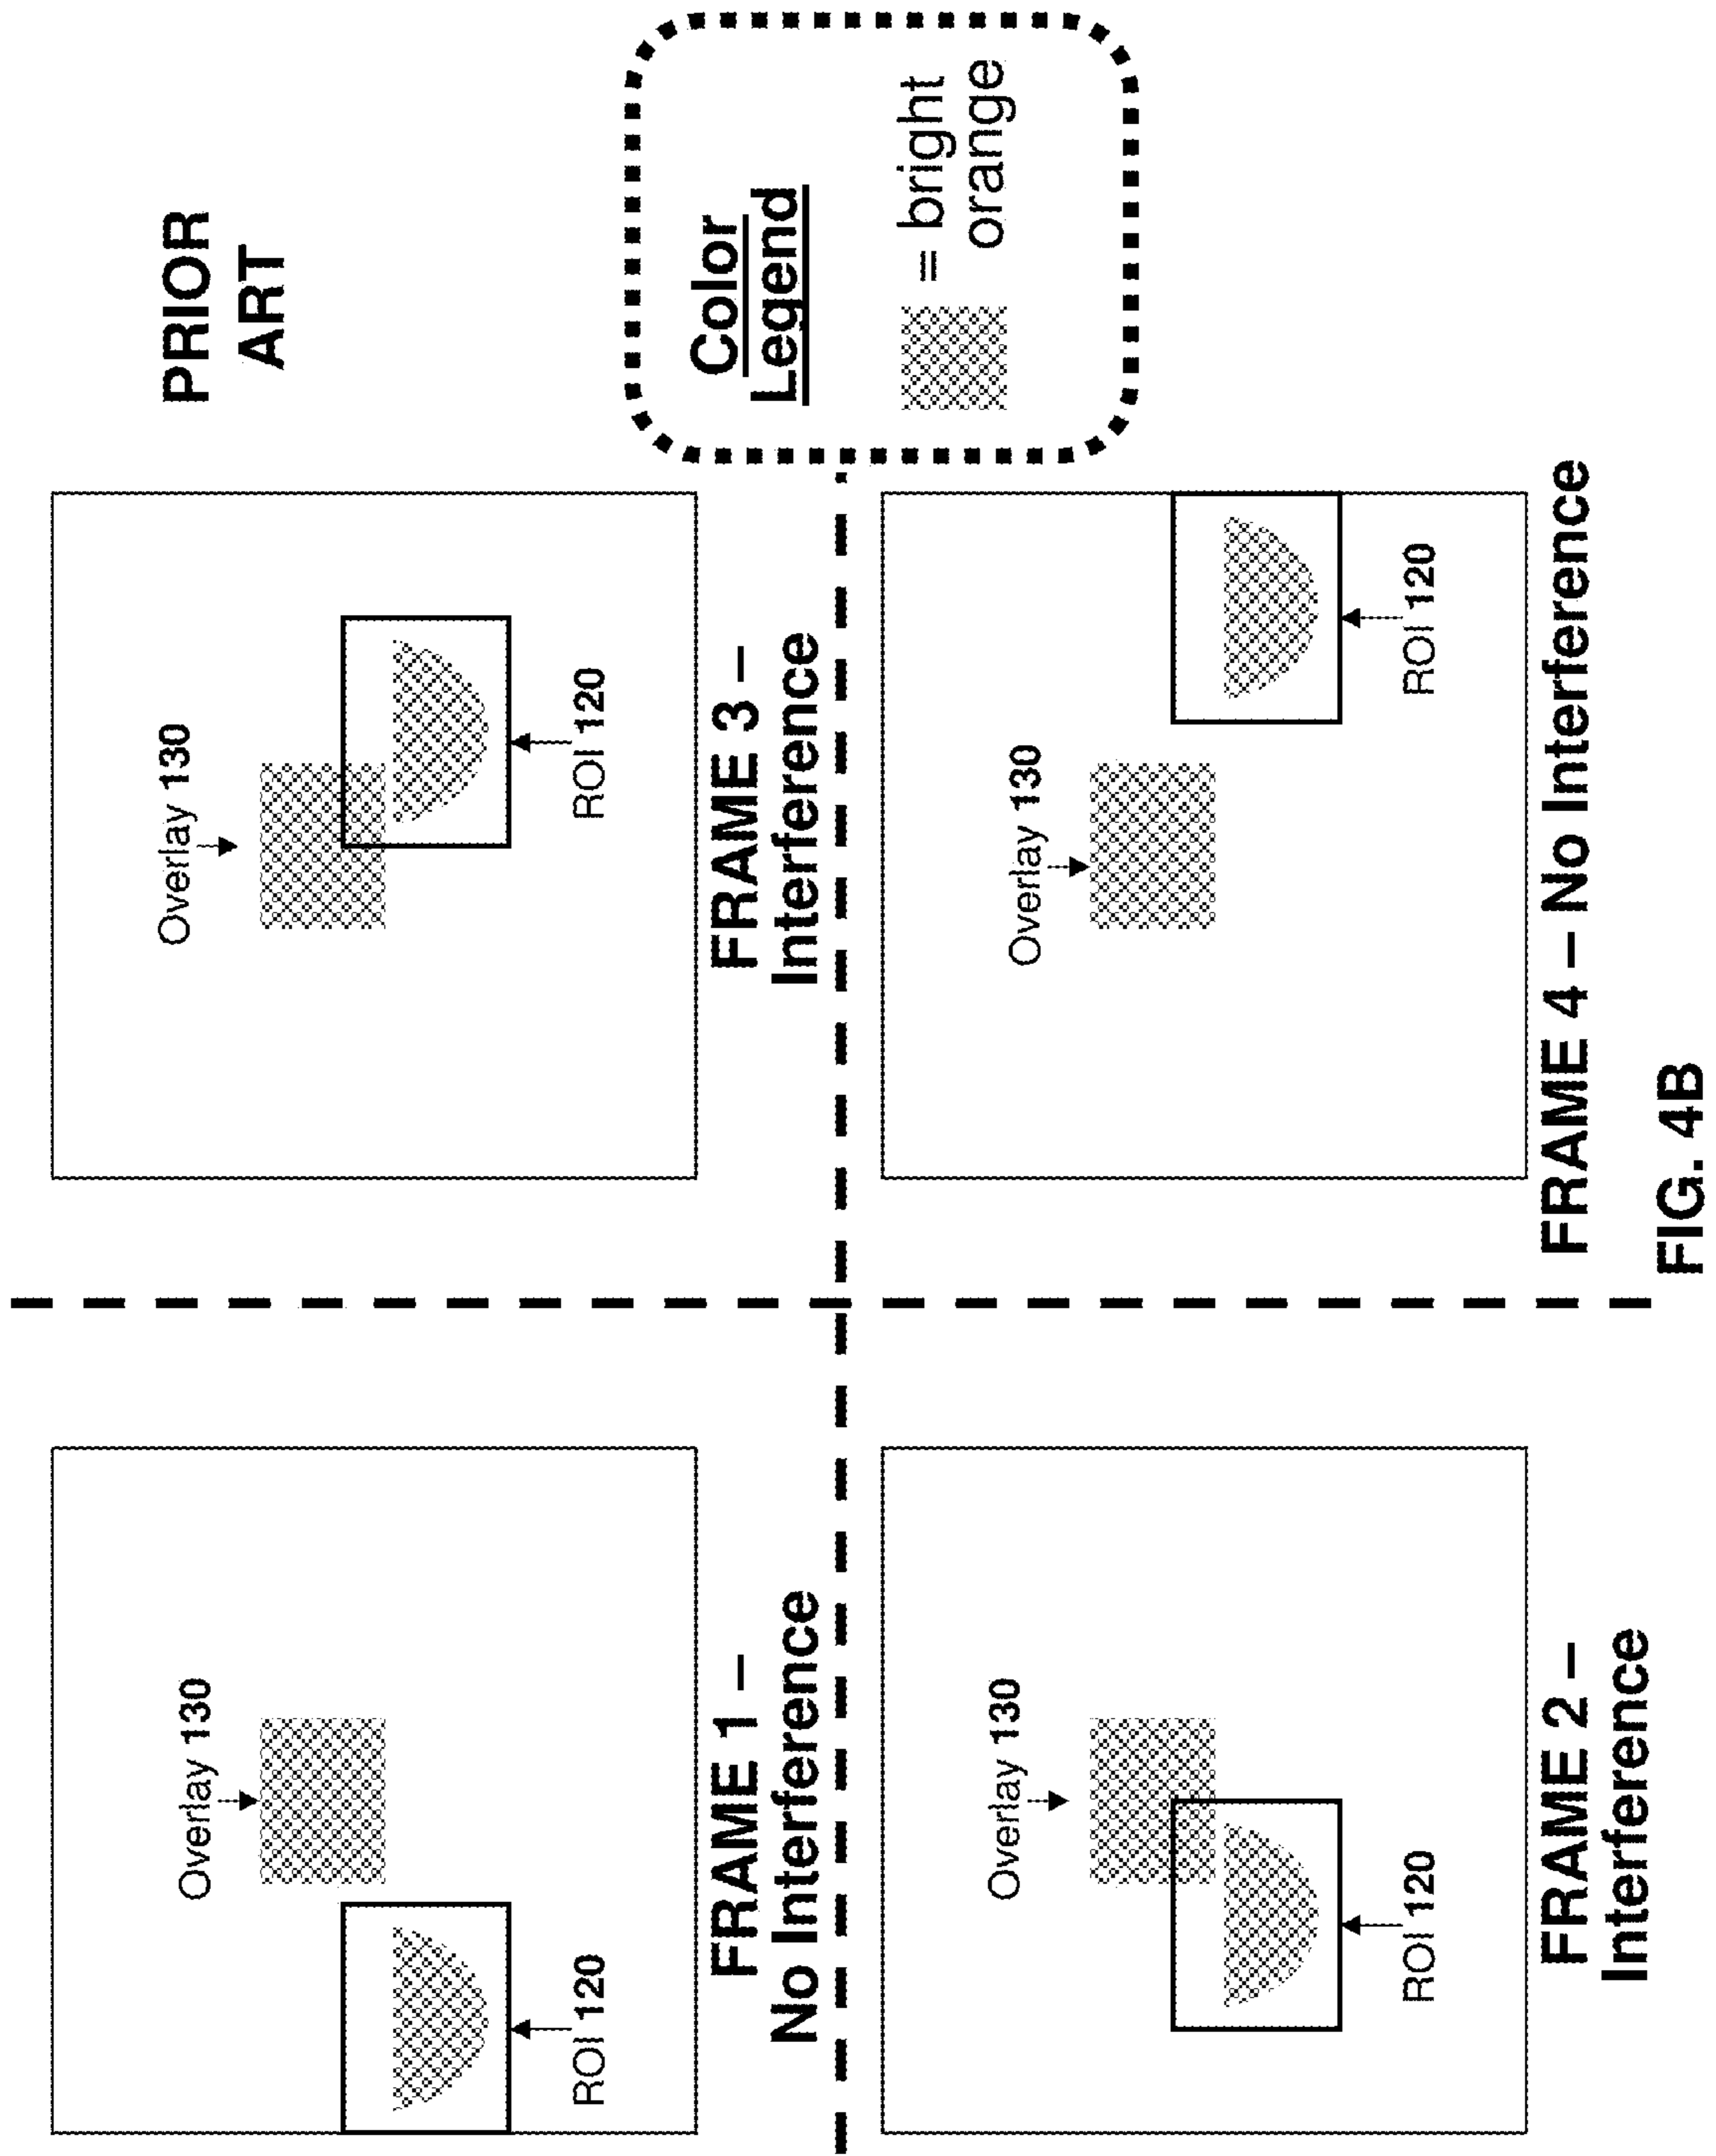 PRIOR
ART
Overlay 130
ROI 120
FRAME 1 –
No Interference
Overlay 130
ROI 120
FRAME 3 –
Interference
Color
Legend
= bright
orange
Overlay 130
ROI 120
FRAME 2 –
Interference
Overlay 130
ROI 120
FRAME 4 – No Interference
FIG. 4B